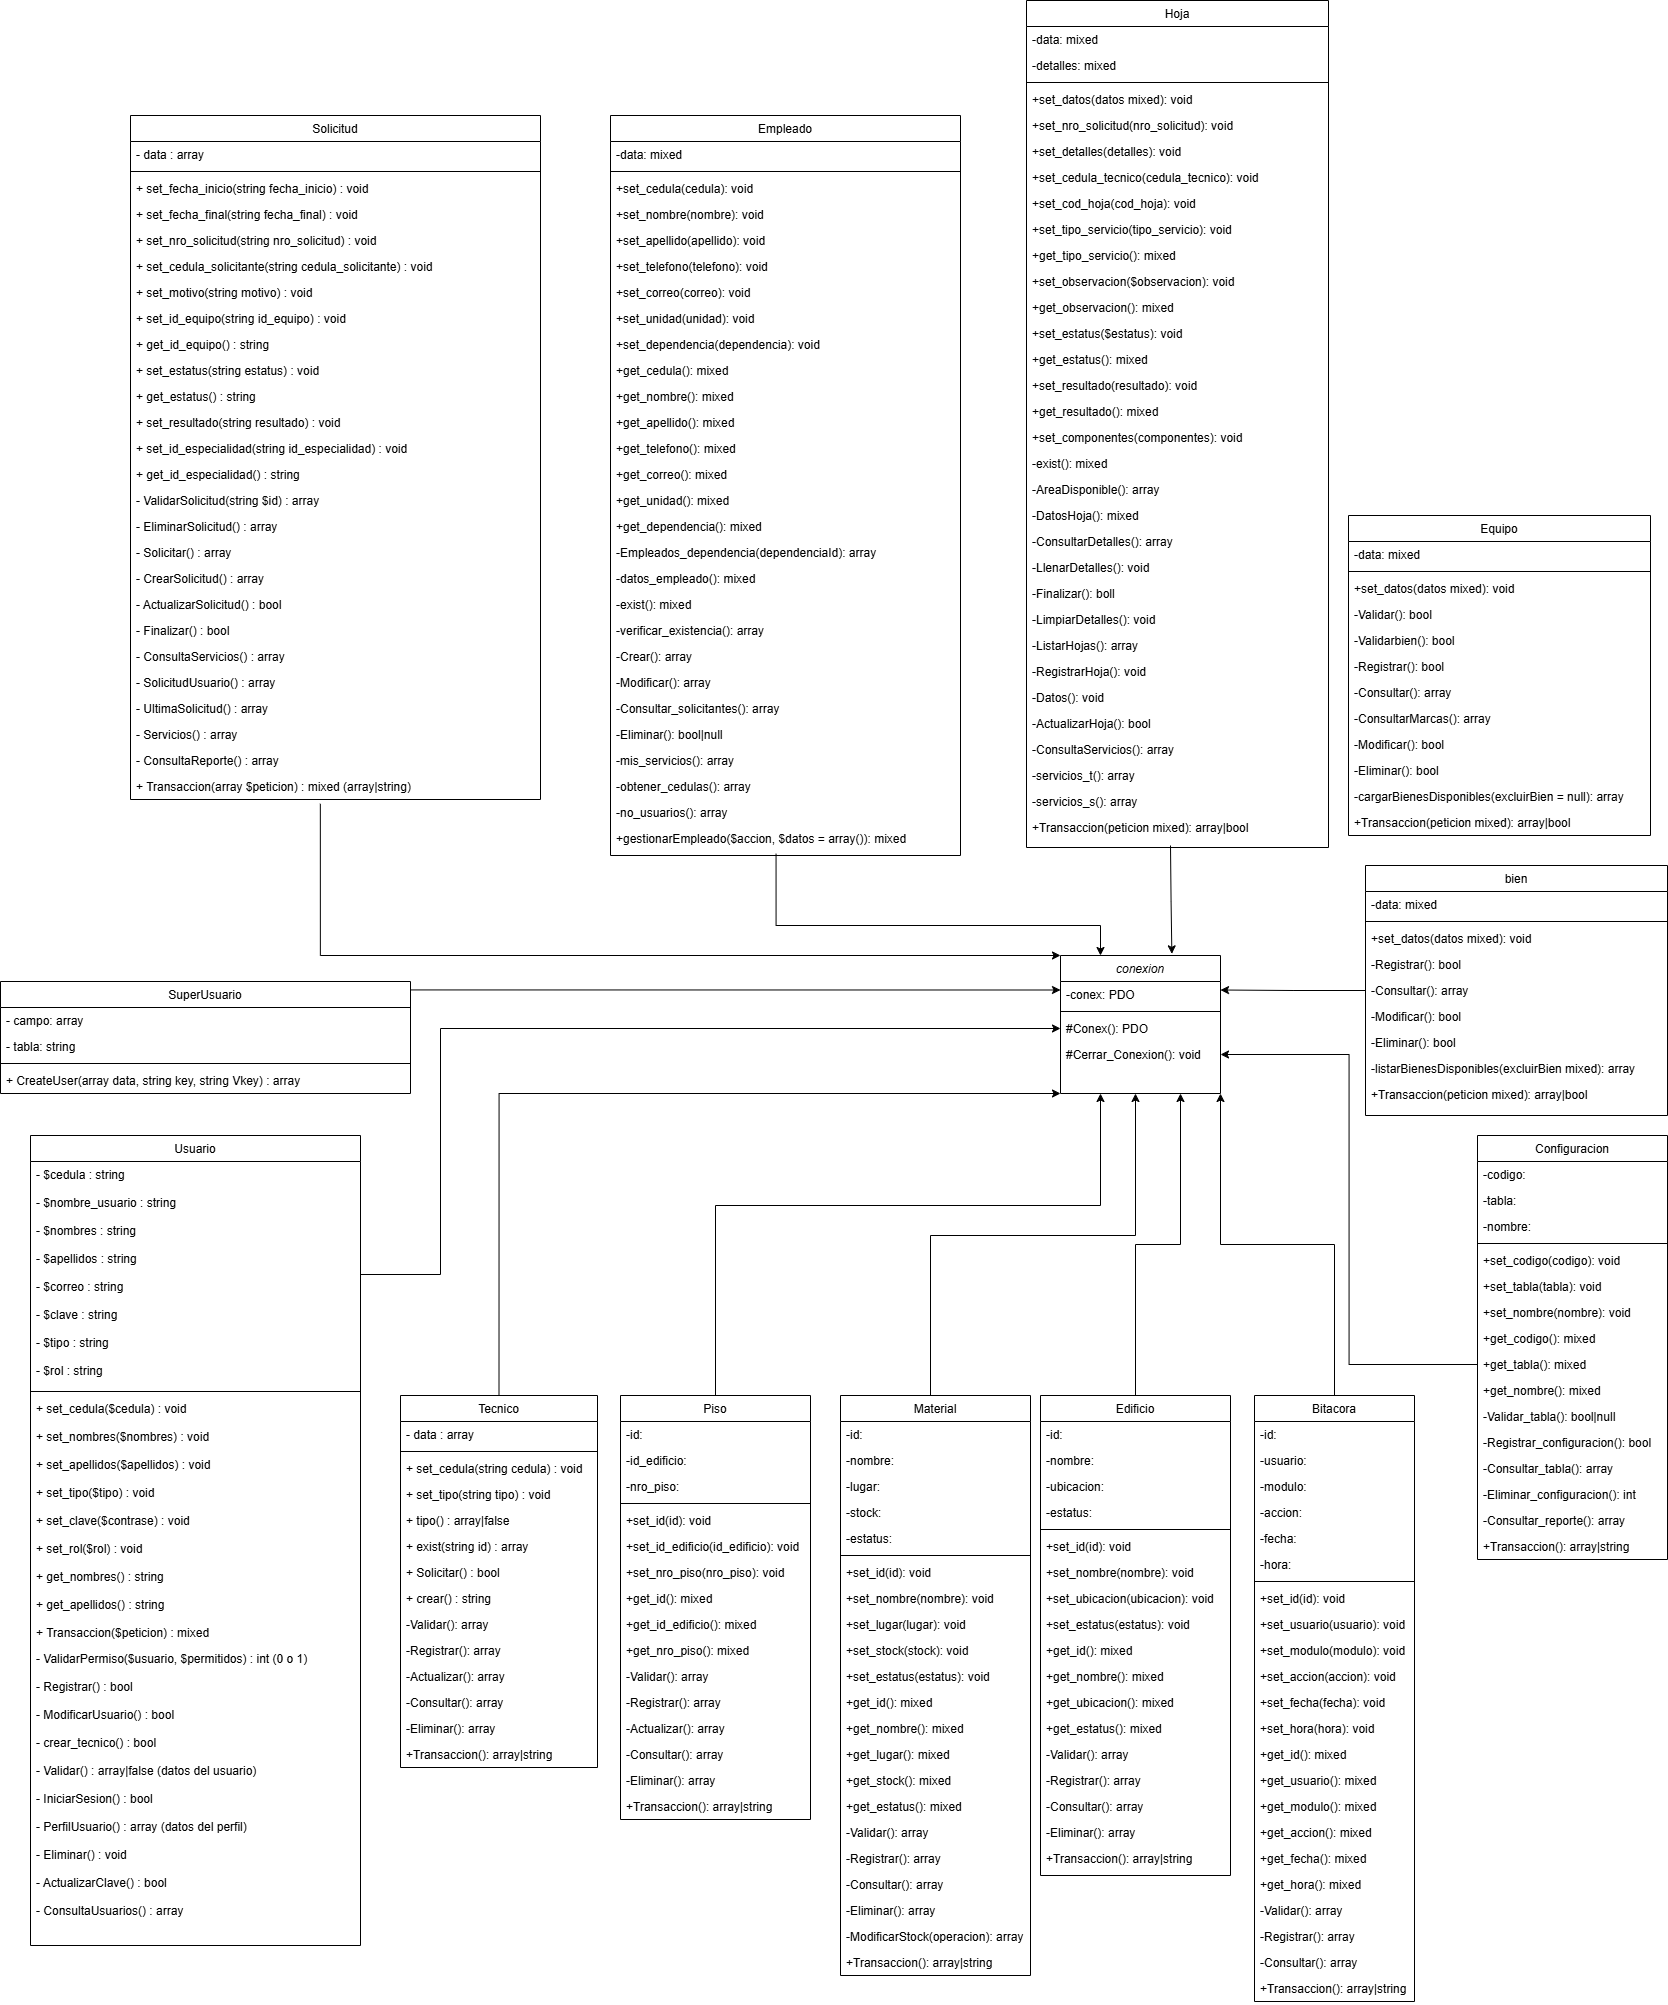 Hoja
-data: mixed
-detalles: mixed
+set_datos(datos mixed): void
+set_nro_solicitud(nro_solicitud): void
+set_detalles(detalles): void
+set_cedula_tecnico(cedula_tecnico): void
+set_cod_hoja(cod_hoja): void
+set_tipo_servicio(tipo_servicio): void
+get_tipo_servicio(): mixed
+set_observacion($observacion): void
+get_observacion(): mixed
+set_estatus($estatus): void
+get_estatus(): mixed
+set_resultado(resultado): void
+get_resultado(): mixed
+set_componentes(componentes): void
-exist(): mixed
-AreaDisponible(): array
-DatosHoja(): mixed
-ConsultarDetalles(): array
-LlenarDetalles(): void
-Finalizar(): boll
-LimpiarDetalles(): void
-ListarHojas(): array
-RegistrarHoja(): void
-Datos(): void
-ActualizarHoja(): bool
-ConsultaServicios(): array
-servicios_t(): array
-servicios_s(): array
+Transaccion(peticion mixed): array|bool
Solicitud
- data : array
+ set_fecha_inicio(string fecha_inicio) : void
+ set_fecha_final(string fecha_final) : void
+ set_nro_solicitud(string nro_solicitud) : void
+ set_cedula_solicitante(string cedula_solicitante) : void
+ set_motivo(string motivo) : void
+ set_id_equipo(string id_equipo) : void
+ get_id_equipo() : string
+ set_estatus(string estatus) : void
+ get_estatus() : string
+ set_resultado(string resultado) : void
+ set_id_especialidad(string id_especialidad) : void
+ get_id_especialidad() : string
- ValidarSolicitud(string $id) : array
- EliminarSolicitud() : array
- Solicitar() : array
- CrearSolicitud() : array
- ActualizarSolicitud() : bool
- Finalizar() : bool
- ConsultaServicios() : array
- SolicitudUsuario() : array
- UltimaSolicitud() : array
- Servicios() : array
- ConsultaReporte() : array
+ Transaccion(array $peticion) : mixed (array|string)
Empleado
-data: mixed
+set_cedula(cedula): void
+set_nombre(nombre): void
+set_apellido(apellido): void
+set_telefono(telefono): void
+set_correo(correo): void
+set_unidad(unidad): void
+set_dependencia(dependencia): void
+get_cedula(): mixed
+get_nombre(): mixed
+get_apellido(): mixed
+get_telefono(): mixed
+get_correo(): mixed
+get_unidad(): mixed
+get_dependencia(): mixed
-Empleados_dependencia(dependenciaId): array
-datos_empleado(): mixed
-exist(): mixed
-verificar_existencia(): array
-Crear(): array
-Modificar(): array
-Consultar_solicitantes(): array
-Eliminar(): bool|null
-mis_servicios(): array
-obtener_cedulas(): array
-no_usuarios(): array
+gestionarEmpleado($accion, $datos = array()): mixed
Equipo
-data: mixed
+set_datos(datos mixed): void
-Validar(): bool
-Validarbien(): bool
-Registrar(): bool
-Consultar(): array
-ConsultarMarcas(): array
-Modificar(): bool
-Eliminar(): bool
-cargarBienesDisponibles(excluirBien = null): array
+Transaccion(peticion mixed): array|bool
bien
-data: mixed
+set_datos(datos mixed): void
-Registrar(): bool
-Consultar(): array
-Modificar(): bool
-Eliminar(): bool
-listarBienesDisponibles(excluirBien mixed): array
+Transaccion(peticion mixed): array|bool
conexion
-conex: PDO
#Conex(): PDO
#Cerrar_Conexion(): void
SuperUsuario
- campo: array
- tabla: string
+ CreateUser(array data, string key, string Vkey) : array
Usuario
- $cedula : string
- $nombre_usuario : string
- $nombres : string
- $apellidos : string
- $correo : string
- $clave : string
- $tipo : string
- $rol : string
+ set_cedula($cedula) : void
+ set_nombres($nombres) : void
+ set_apellidos($apellidos) : void
+ set_tipo($tipo) : void
+ set_clave($contrase) : void
+ set_rol($rol) : void
+ get_nombres() : string
+ get_apellidos() : string
+ Transaccion($peticion) : mixed
- ValidarPermiso($usuario, $permitidos) : int (0 o 1)
- Registrar() : bool
- ModificarUsuario() : bool
- crear_tecnico() : bool
- Validar() : array|false (datos del usuario)
- IniciarSesion() : bool
- PerfilUsuario() : array (datos del perfil)
- Eliminar() : void
- ActualizarClave() : bool
- ConsultaUsuarios() : array
Configuracion
-codigo:
-tabla:
-nombre:
+set_codigo(codigo): void
+set_tabla(tabla): void
+set_nombre(nombre): void
+get_codigo(): mixed
+get_tabla(): mixed
+get_nombre(): mixed
-Validar_tabla(): bool|null
-Registrar_configuracion(): bool
-Consultar_tabla(): array
-Eliminar_configuracion(): int
-Consultar_reporte(): array
+Transaccion(): array|string
Tecnico
- data : array
+ set_cedula(string cedula) : void
+ set_tipo(string tipo) : void
+ tipo() : array|false
+ exist(string id) : array
+ Solicitar() : bool
+ crear() : string
-Validar(): array
-Registrar(): array
-Actualizar(): array
-Consultar(): array
-Eliminar(): array
+Transaccion(): array|string
Piso
-id:
-id_edificio:
-nro_piso:
+set_id(id): void
+set_id_edificio(id_edificio): void
+set_nro_piso(nro_piso): void
+get_id(): mixed
+get_id_edificio(): mixed
+get_nro_piso(): mixed
-Validar(): array
-Registrar(): array
-Actualizar(): array
-Consultar(): array
-Eliminar(): array
+Transaccion(): array|string
Material
-id:
-nombre:
-lugar:
-stock:
-estatus:
+set_id(id): void
+set_nombre(nombre): void
+set_lugar(lugar): void
+set_stock(stock): void
+set_estatus(estatus): void
+get_id(): mixed
+get_nombre(): mixed
+get_lugar(): mixed
+get_stock(): mixed
+get_estatus(): mixed
-Validar(): array
-Registrar(): array
-Consultar(): array
-Eliminar(): array
-ModificarStock(operacion): array
+Transaccion(): array|string
Edificio
-id:
-nombre:
-ubicacion:
-estatus:
+set_id(id): void
+set_nombre(nombre): void
+set_ubicacion(ubicacion): void
+set_estatus(estatus): void
+get_id(): mixed
+get_nombre(): mixed
+get_ubicacion(): mixed
+get_estatus(): mixed
-Validar(): array
-Registrar(): array
-Consultar(): array
-Eliminar(): array
+Transaccion(): array|string
Bitacora
-id:
-usuario:
-modulo:
-accion:
-fecha:
-hora:
+set_id(id): void
+set_usuario(usuario): void
+set_modulo(modulo): void
+set_accion(accion): void
+set_fecha(fecha): void
+set_hora(hora): void
+get_id(): mixed
+get_usuario(): mixed
+get_modulo(): mixed
+get_accion(): mixed
+get_fecha(): mixed
+get_hora(): mixed
-Validar(): array
-Registrar(): array
-Consultar(): array
+Transaccion(): array|string